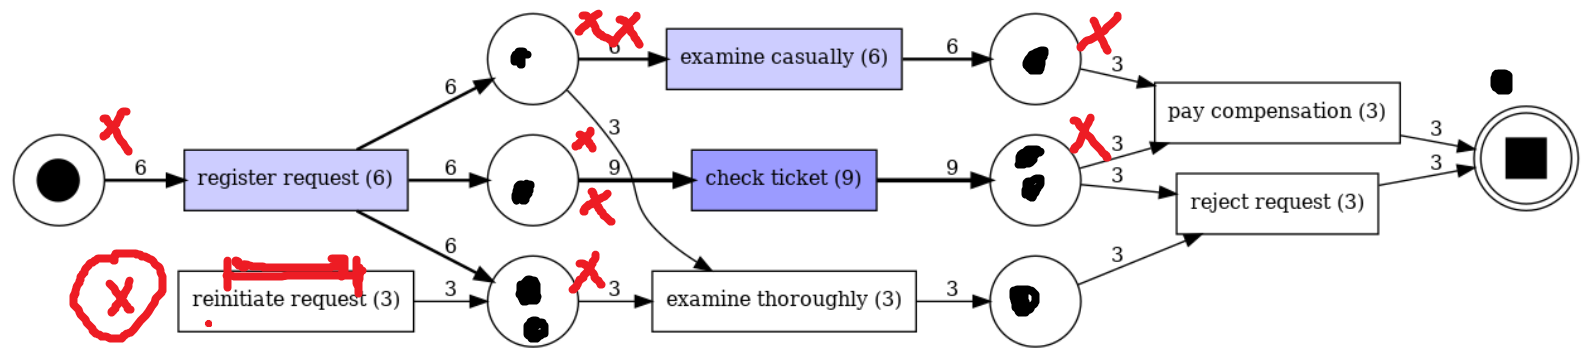 6
examine casually (6)
6
3
pay compensation (3)
3
6
3
6
register request (6)
6
9
check ticket (9)
9
3
3
reject request (3)
3
6
reinitiate request (3)
3
3
examine thoroughly (3)
3
3